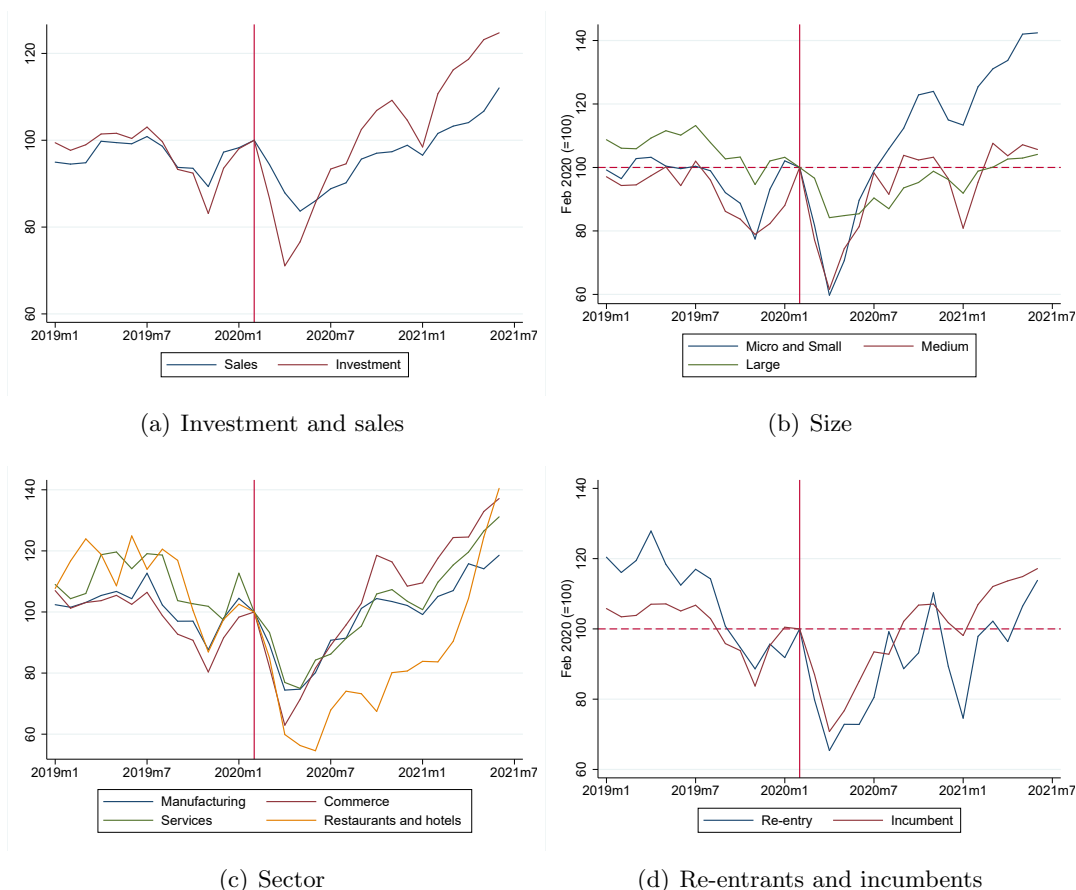 120
100
80
60
2019m1 2019m7 2020m1 2020m7 2021m1 2021m7
Sales Investment
(a) Investment and sales
Feb 2020 (=100)
140
120
100
80
60
2019m1 2019m7 2020m1 2020m7 2021m1 2021m7
Micro and Small Medium
Large
(b) Size
140
120
100
80
60
2019m1 2019m7 2020m1 2020m7 2021m1 2021m7
Manufacturing Commerce
Services Restaurants and hotels
(c) Sector
Feb 2020 (=100)
140
120
100
80
60
2019m1 2019m7 2020m1 2020m7 2021m1 2021m7
Re-entry Incumbent
(d) Re-entrants and incumbents